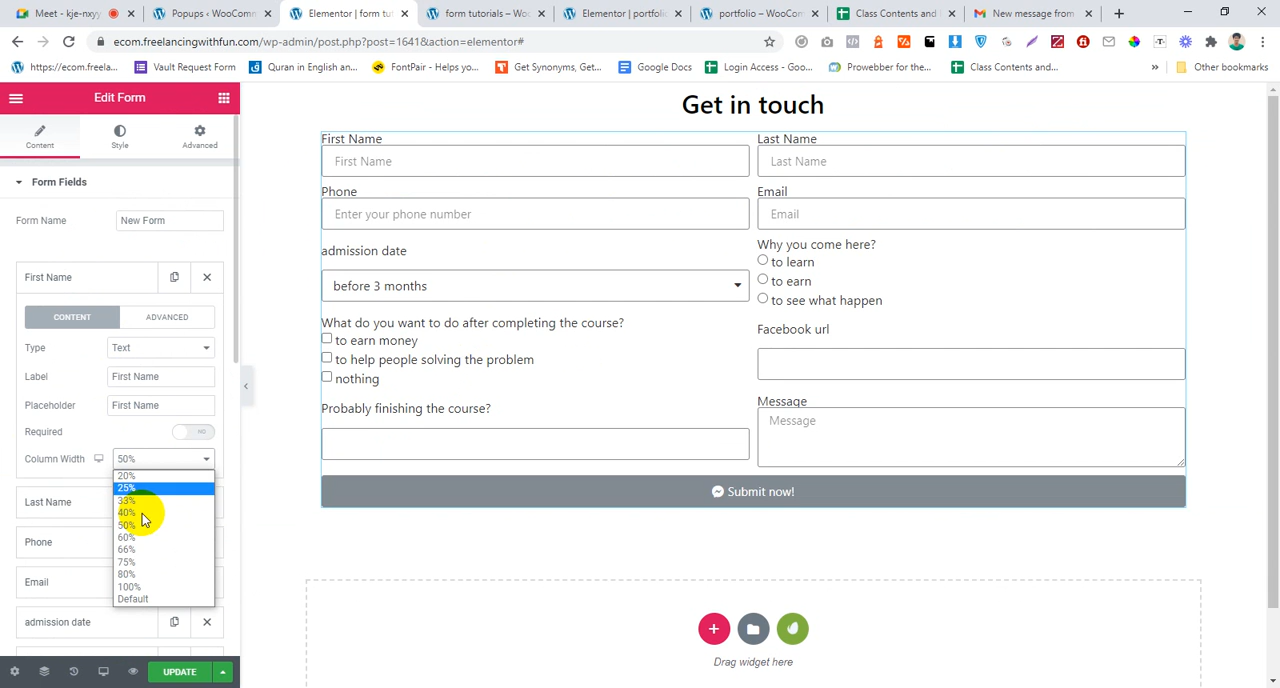 Meet - kje-nxyy
Popups ‹ WooComm
Elementor | form tut
form tutorials – WooC
Elementor | portfolio
portfolio – WooCom
Class Contents and
New message from
ecom.freelancingwithfun.com/wp-admin/post.php?post=1641&action=elementor#
https://ecom.freela...
Vault Request Form
Quran in English an...
FontPair - Help y...
Get Synonyms, Get...
Google Docs
Login Access - Goo...
Prowebber for the...
Class Contents and...
Other bookmarks
Edit Form
Content
Style
Advanced
Form Fields
Form Name
New Form
First Name
CONTENT
ADVANCED
Type
Text
Label
First Name
Placeholder
First Name
Required
NO
Column Width
50%
20%
25%
33%
40%
50%
60%
66%
75%
80%
100%
Default
Last Name
Phone
Email
admission date
UPDATE
Get in touch
First Name
Last Name
First Name
Last Name
Phone
Email
Enter your phone number
Email
admission date
before 3 months
Why you come here?
to learn
to earn
to see what happen
What do you want to do after completing the course?
to earn money
to help people solving the problem
nothing
Facebook url
Probably finishing the course?
Message
Message
Submit now!
Drag widget here